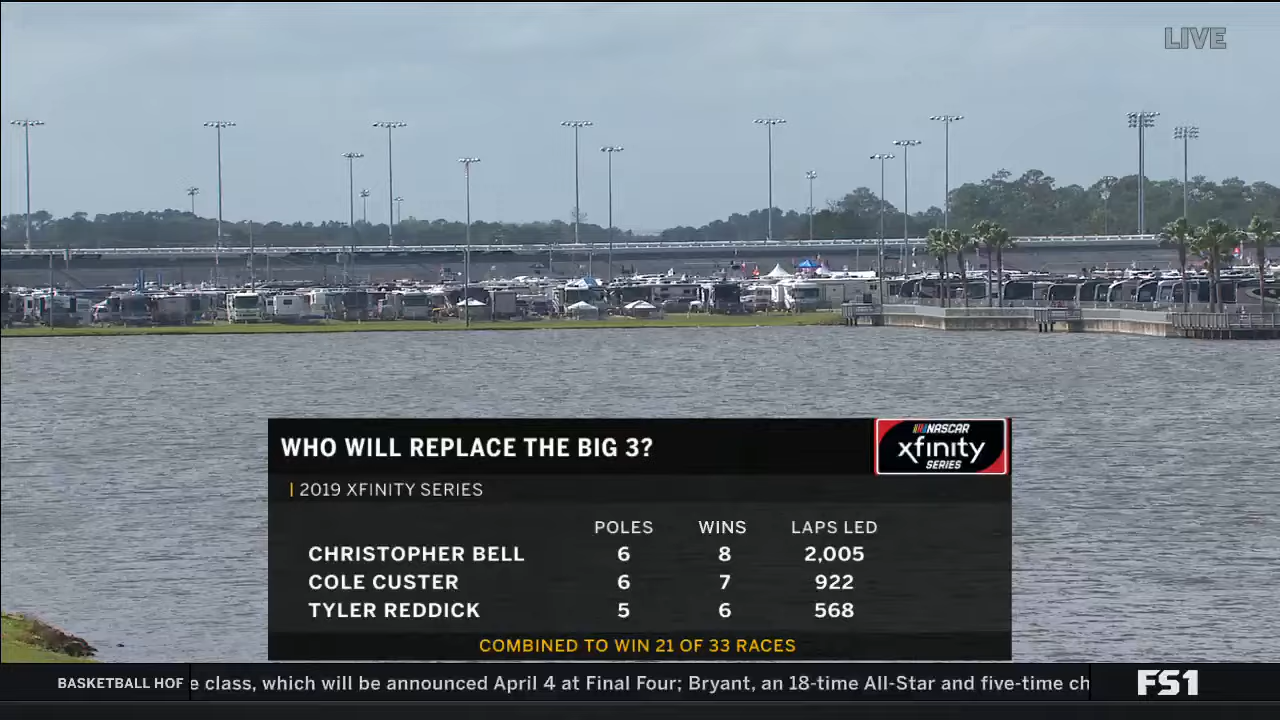 LIVE
WHO WILL REPLACE THE BIG 3?
NASCAR
xfinity
SERIES
2019 XFINITY SERIES
POLES WINS LAPS LED
CHRISTOPHER BELL 6 8 2,005
COLE CUSTER 6 7 922
TYLER REDDICK 5 6 568
COMBINED TO WIN 21 OF 33 RACES
BASKETBALL HOF e class, which will be announced April 4 at Final Four; Bryant, an 18-time All-Star and five-time ch FS1